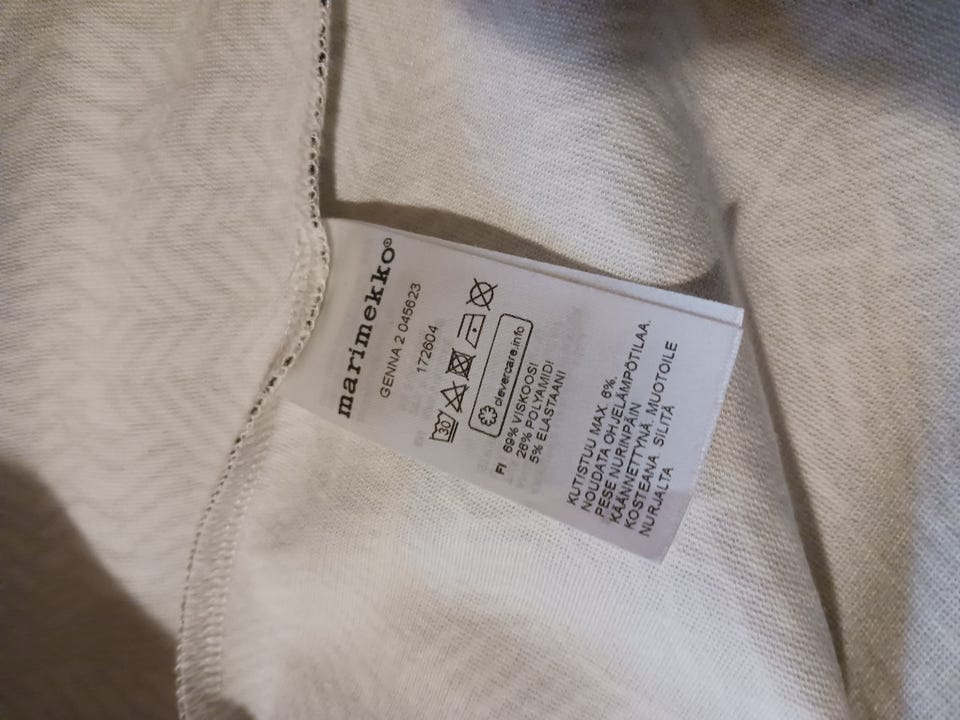 marimekko®
GENNA 2 045623
172604
30
clevercare.info
FI 69% VISKOOSI
26% POLYAMIDI
5% ELASTAANI
KUTISTUU MAX. 6%.
NOUDATA OHJELÄMPÖTILAA.
PESE NURINPÄIN
KÄÄNNETTYNÄ. MUOTOILE
KOSTEANA. SILITÄ
NURJALTA